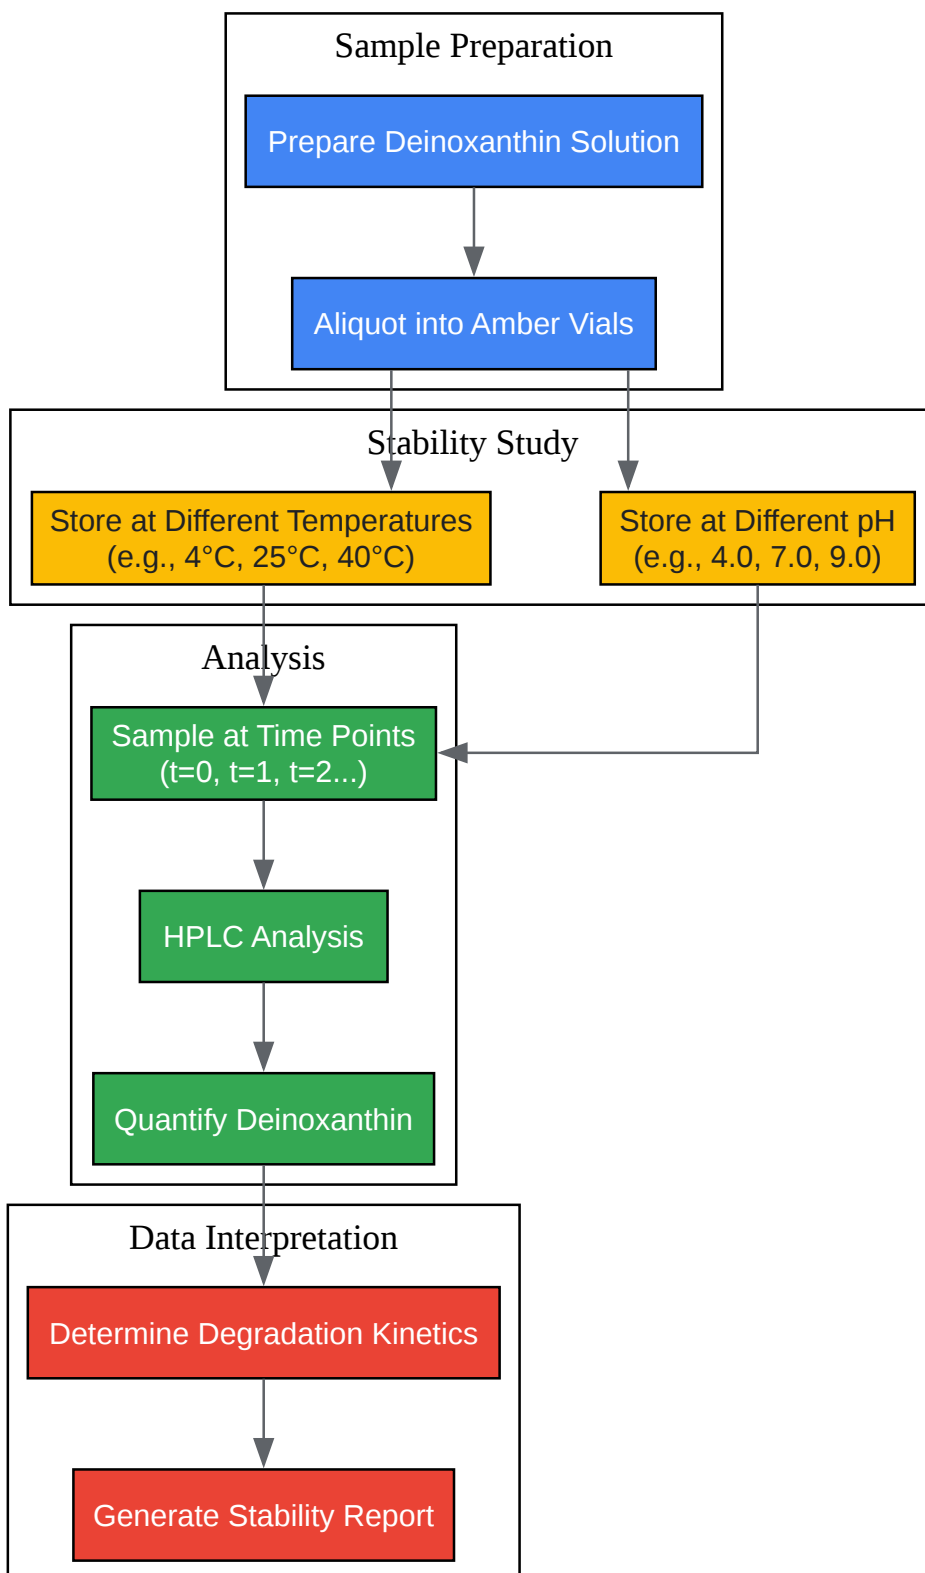 Sample Preparation
Prepare Deinoxanthin Solution
Aliquot into Amber Vials
Stability Study
Store at Different Temperatures
(e.g., 4°C, 25°C, 40°C)
Store at Different pH
(e.g., 4.0, 7.0, 9.0)
Analysis
Sample at Time Points
(t=0, t=1, t=2...)
HPLC Analysis
Quantify Deinoxanthin
Data Interpretation
Determine Degradation Kinetics
Generate Stability Report